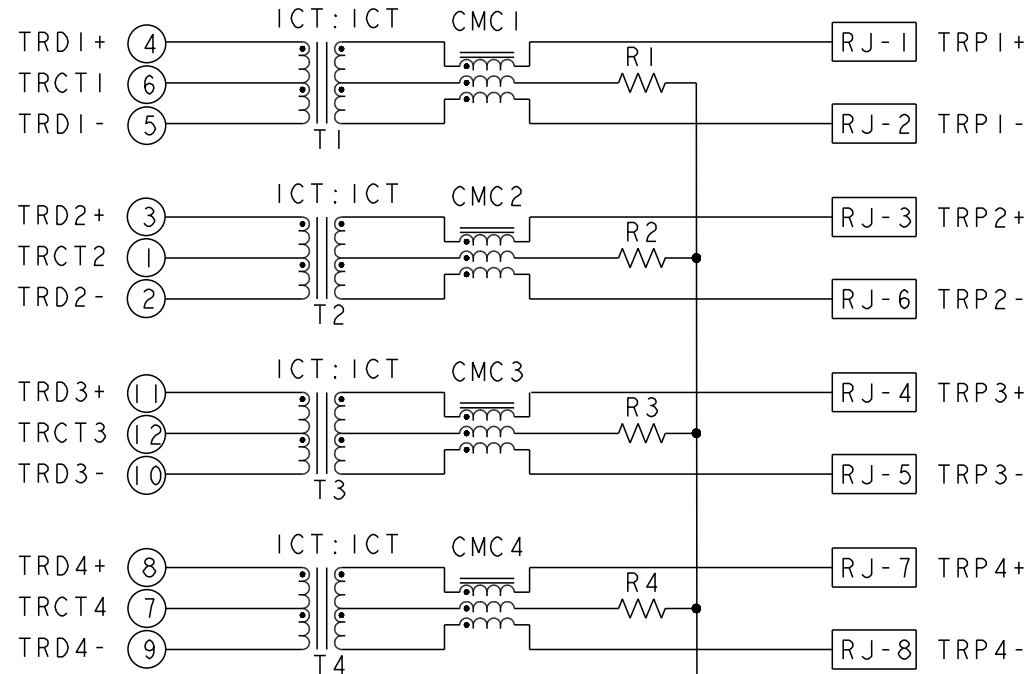 ICT: ICT CMC1
TRD1+ 4 RJ-1 TRP1+
R1
TRCT1 6
TRD1- 5 RJ-2 TRP1-
T1
ICT: ICT CMC2
TRD2+ 3 RJ-3 TRP2+
R2
TRCT2 1
TRD2- 2 RJ-6 TRP2-
T2
ICT: ICT CMC3
TRD3+ 11 RJ-4 TRP3+
R3
TRCT3 12
TRD3- 10 RJ-5 TRP3-
T3
ICT: ICT CMC4
TRD4+ 8 RJ-7 TRP4+
R4
TRCT4 7
TRD4- 9 RJ-8 TRP4-
T4